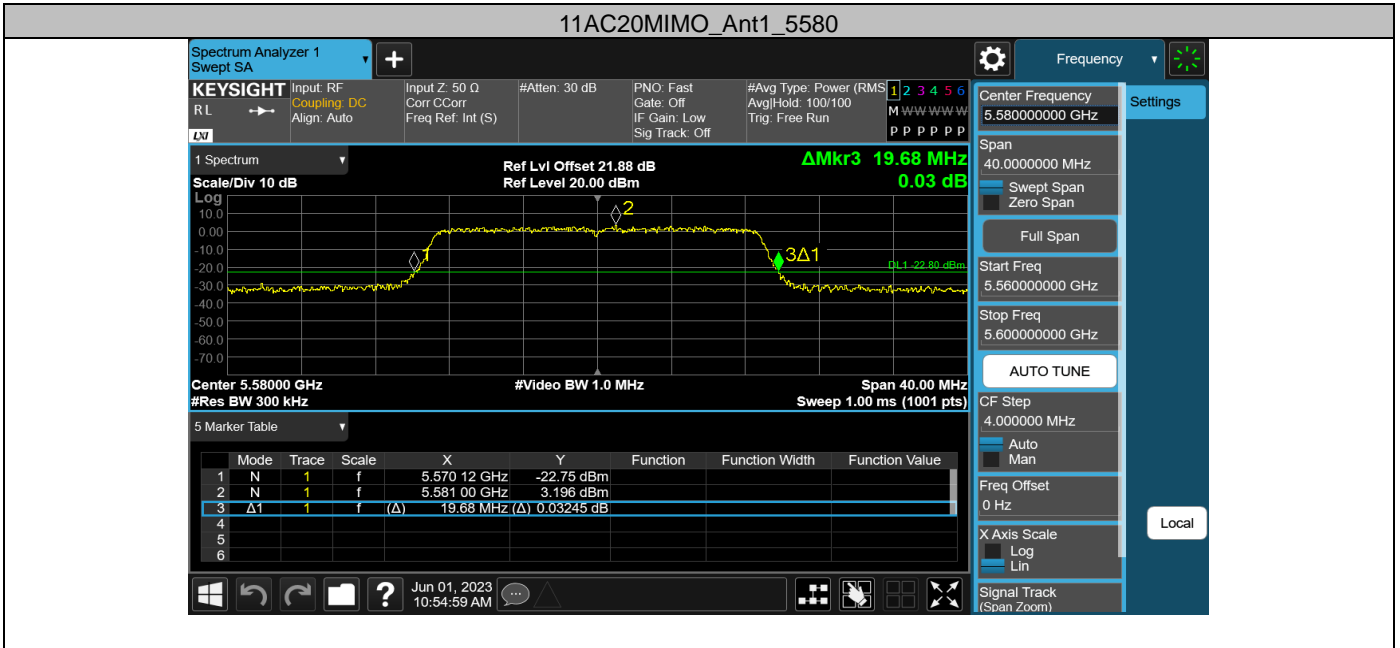 11AC20MIMO_Ant1_5580
Spectrum Analyzer 1
Swept SA
+
Frequency
KEYSIGHT
RL
LXI
Input: RF
Coupling: DC
Align: Auto
Input Z: 50 Ω
Corr CCorr
Freq Ref: Int (S)
#Atten: 30 dB
PNO: Fast
Gate: Off
IF Gain: Low
Sig Track: Off
#Avg Type: Power (RMS
Avg|Hold: 100/100
Trig: Free Run
1 2 3 4 5 6
M W W W W W
P P P P P P
1 Spectrum
Scale/Div 10 dB
Ref Lvl Offset 21.88 dB
Ref Level 20.00 dBm
ΔMkr3 19.68 MHz
0.03 dB
Log
10.0
0.00
-10.0
-20.0
-30.0
-40.0
-50.0
-60.0
-70.0
1
2
3Δ1
DL1 -22.80 dBm
Center 5.58000 GHz
#Video BW 1.0 MHz
Span 40.00 MHz
#Res BW 300 kHz
Sweep 1.00 ms (1001 pts)
5 Marker Table
Mode Trace Scale X Y Function Function Width Function Value
1 N 1 f 5.570 12 GHz -22.75 dBm
2 N 1 f 5.581 00 GHz 3.196 dBm
3 Δ1 1 f (Δ) 19.68 MHz (Δ) 0.03245 dB
4
5
6
Center Frequency
5.580000000 GHz
Settings
Span
40.0000000 MHz
Swept Span
Zero Span
Full Span
Start Freq
5.560000000 GHz
Stop Freq
5.600000000 GHz
AUTO TUNE
CF Step
4.000000 MHz
Auto
Man
Freq Offset
0 Hz
X Axis Scale
Log
Lin
Local
Signal Track
(Span Zoom)
?
Jun 01, 2023
10:54:59 AM